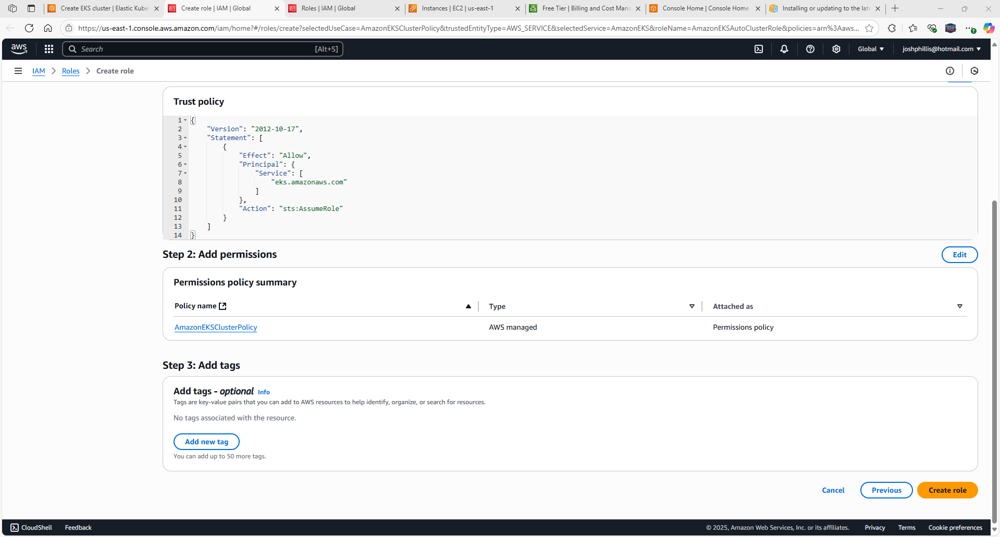 Create EKS cluster | Elastic Kube
Create role | IAM | Global
Roles | IAM | Global
Instances | EC2 | us-east-1
Free Tier | Billing and Cost Mana
Console Home | Console Home
Installing or updating to the late
https://us-east-1.console.aws.amazon.com/iam/home?#/roles/create?selectedUseCase=AmazonEKSClusterPolicy&trustedEntityType=AWS_SERVICE&selectedService=AmazonEKS&roleName=AmazonEKSAutoClusterRole&policies=arn%3Aaws...
aws
Search
[Alt+S]
Global
joshphillis@hotmail.com
IAM
Roles
Create role
Trust policy
1 {
2 "Version": "2012-10-17",
3 "Statement": [
4 {
5 "Effect": "Allow",
6 "Principal": {
7 "Service": [
8 "eks.amazonaws.com"
9 ]
10 },
11 "Action": "sts:AssumeRole"
12 }
13 ]
14 }
Step 2: Add permissions
Edit
Permissions policy summary
Policy name
Type
Attached as
AmazonEKSClusterPolicy
AWS managed
Permissions policy
Step 3: Add tags
Add tags - optional Info
Tags are key-value pairs that you can add to AWS resources to help identify, organize, or search for resources.
No tags associated with the resource.
Add new tag
You can add up to 50 more tags.
Cancel
Previous
Create role
CloudShell
Feedback
© 2025, Amazon Web Services, Inc. or its affiliates.
Privacy
Terms
Cookie preferences